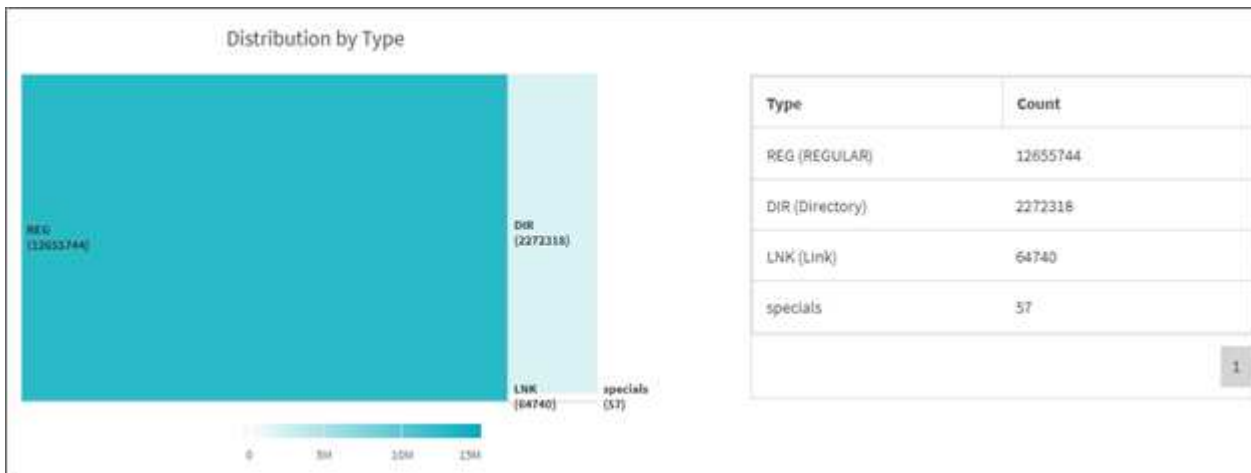 Distribution by Type
REG
(12655744)
DIR
(2272318)
LNK
(64740)
specials
(57)
0 5M 10M 15M
Type Count
REG (REGULAR) 12655744
DIR (Directory) 2272318
LNK (Link) 64740
specials 57
1